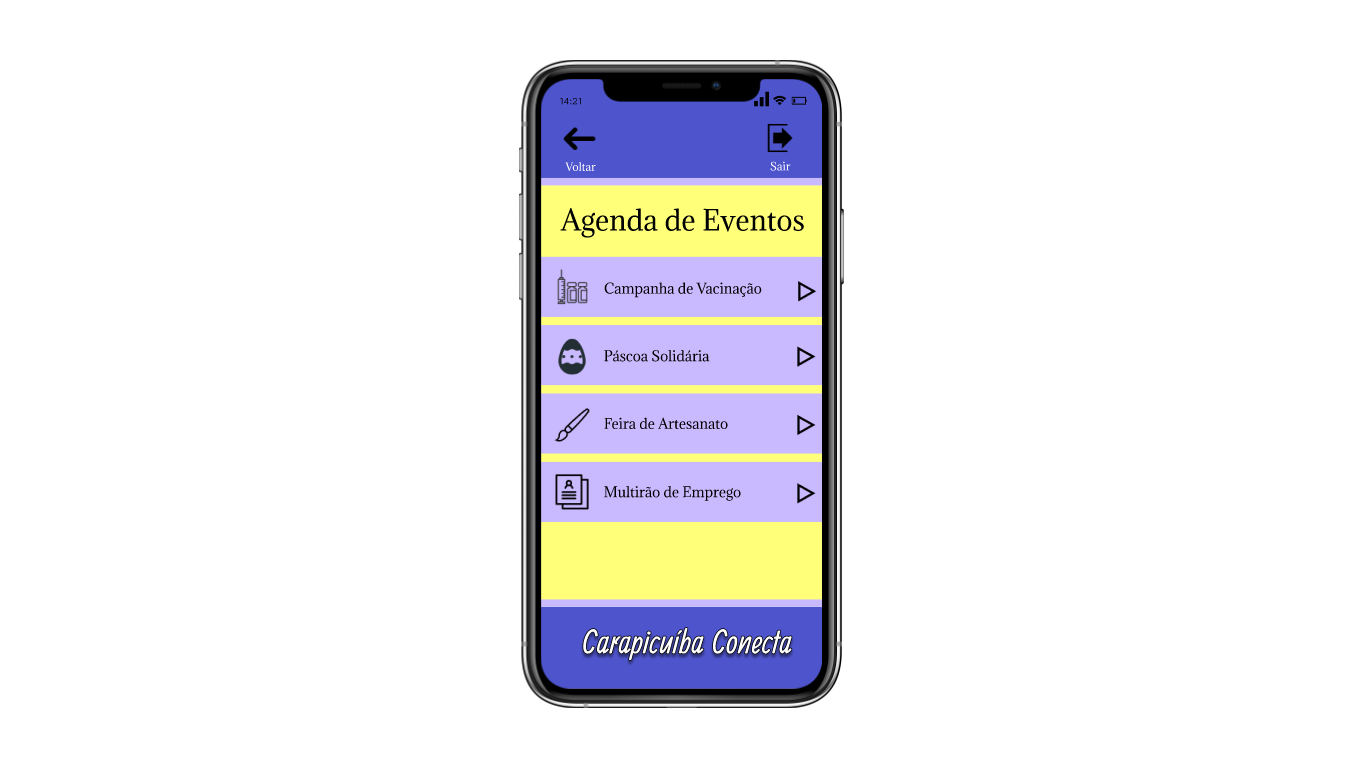 14:21
Voltar
Sair
Agenda de Eventos
Campanha de Vacinação
Páscoa Solidária
Feira de Artesanato
Multirão de Emprego
Carapicuíba Conecta